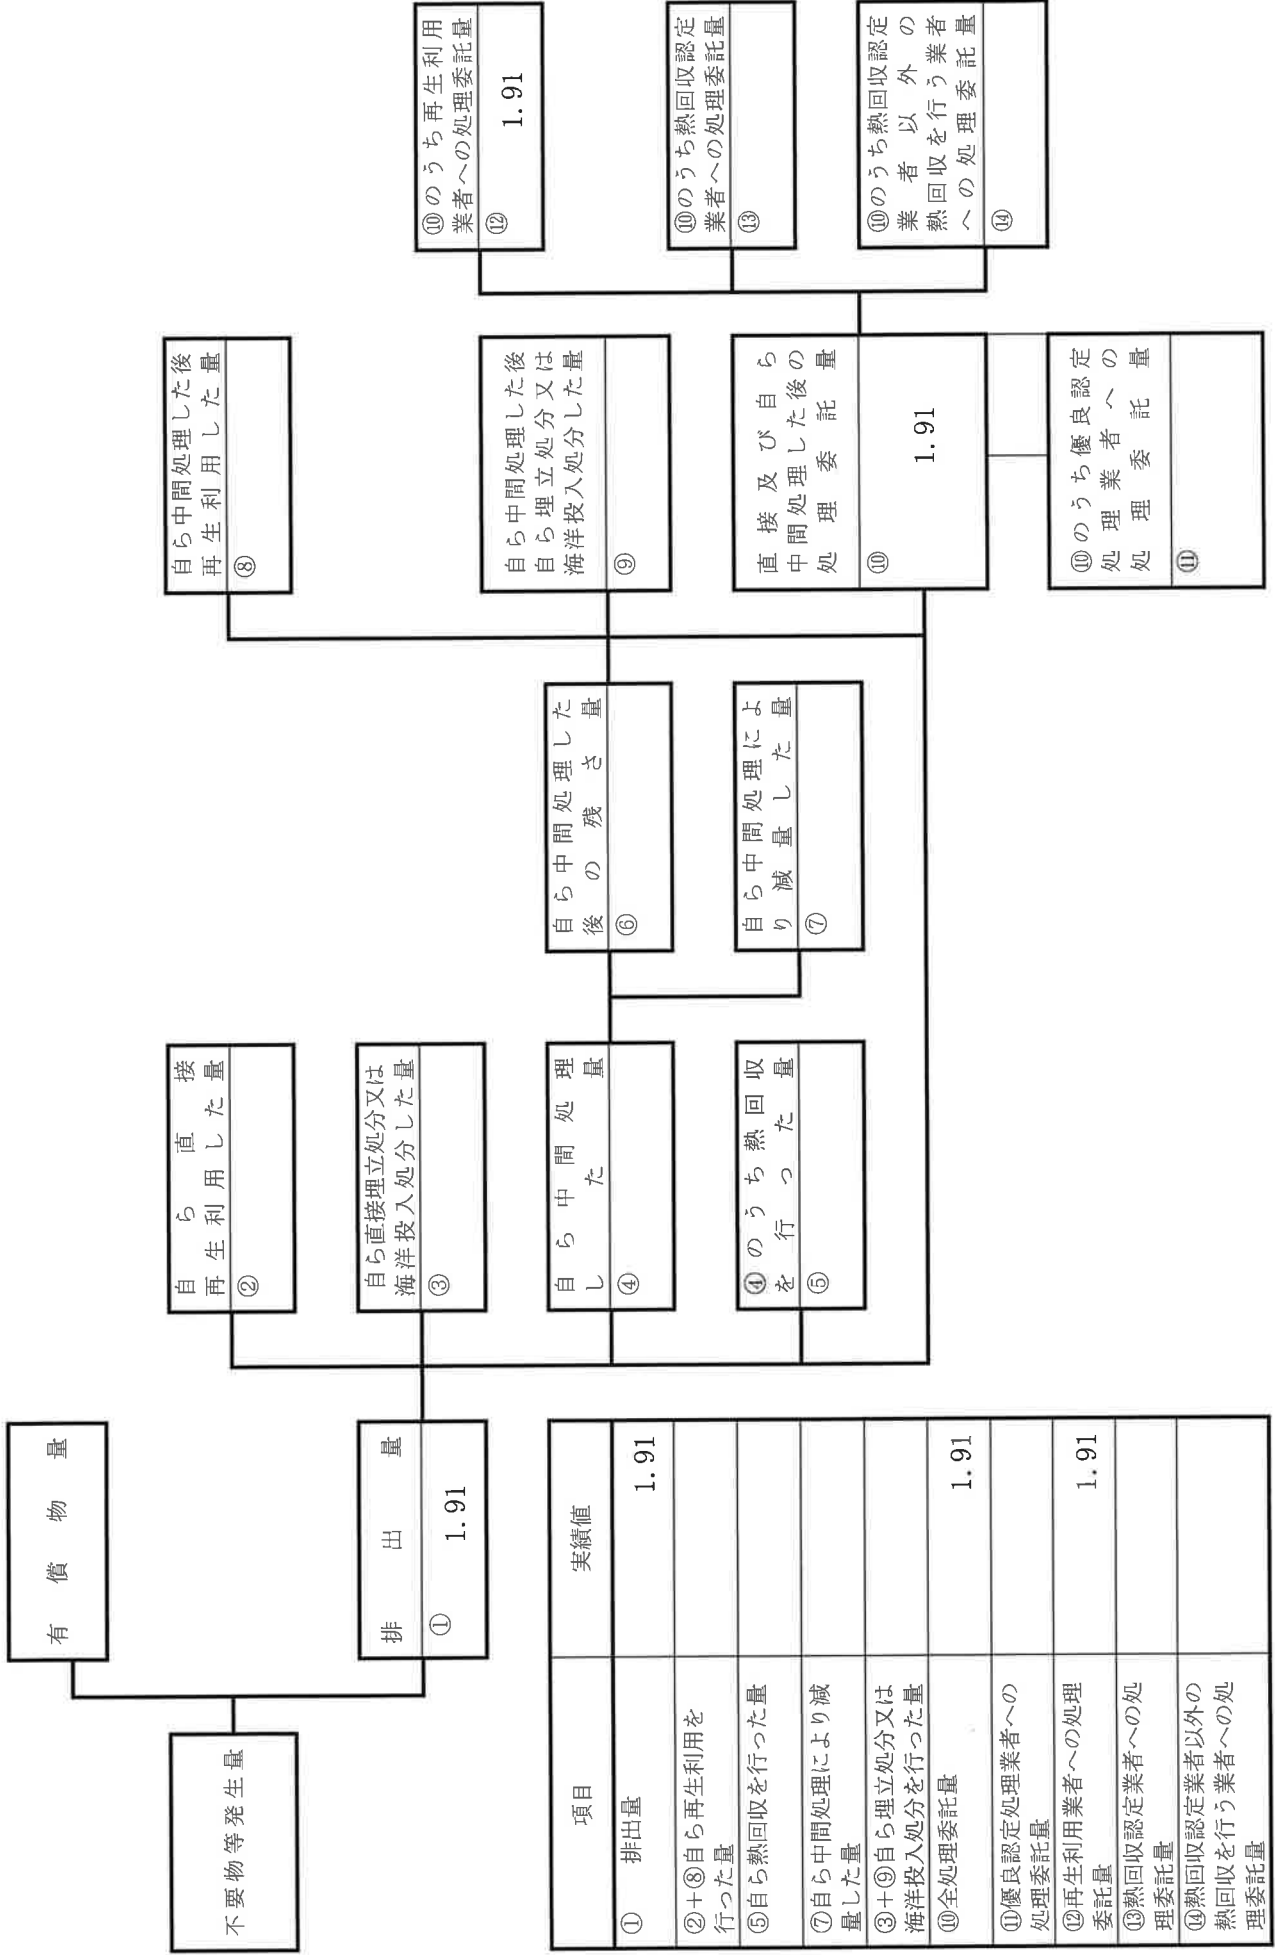 有償物量
不要物等発生量
排出量
① 1.91
自ら直接
再生利用した量
②
自ら直接埋立処分又は
海洋投入処分した量
③
自ら中間処理
した量
④
④のうち熱回収
を行った量
⑤
自ら中間処理した
後の残さ量
⑥
自ら中間処理によ
り減量した量
⑦
自ら中間処理した後
再生利用した量
⑧
自ら中間処理した後
自ら埋立処分又は
海洋投入処分した量
⑨
直接及び自ら
中間処理した後の
処理委託量
⑩ 1.91
⑩のうち優良認定
処理業者への
処理委託量
⑪
⑩のうち再生利用
業者への処理委託量
⑫ 1.91
⑩のうち熱回収認定
業者への処理委託量
⑬
⑩のうち熱回収認定
業者以外の
熱回収を行う業者
への処理委託量
⑭
項目 実績値
① 排出量 1.91
②+⑧自ら再生利用を
行った量
⑤自ら熱回収を行った量
⑦自ら中間処理により減
量した量
③+⑨自ら埋立処分又は
海洋投入処分を行った量
⑩全処理委託量 1.91
⑪優良認定処理業者への
処理委託量
⑫再生利用業者への処理
委託量 1.91
⑬熱回収認定業者への処
理委託量
⑭熱回収認定業者以外の
熱回収を行う業者への処
理委託量